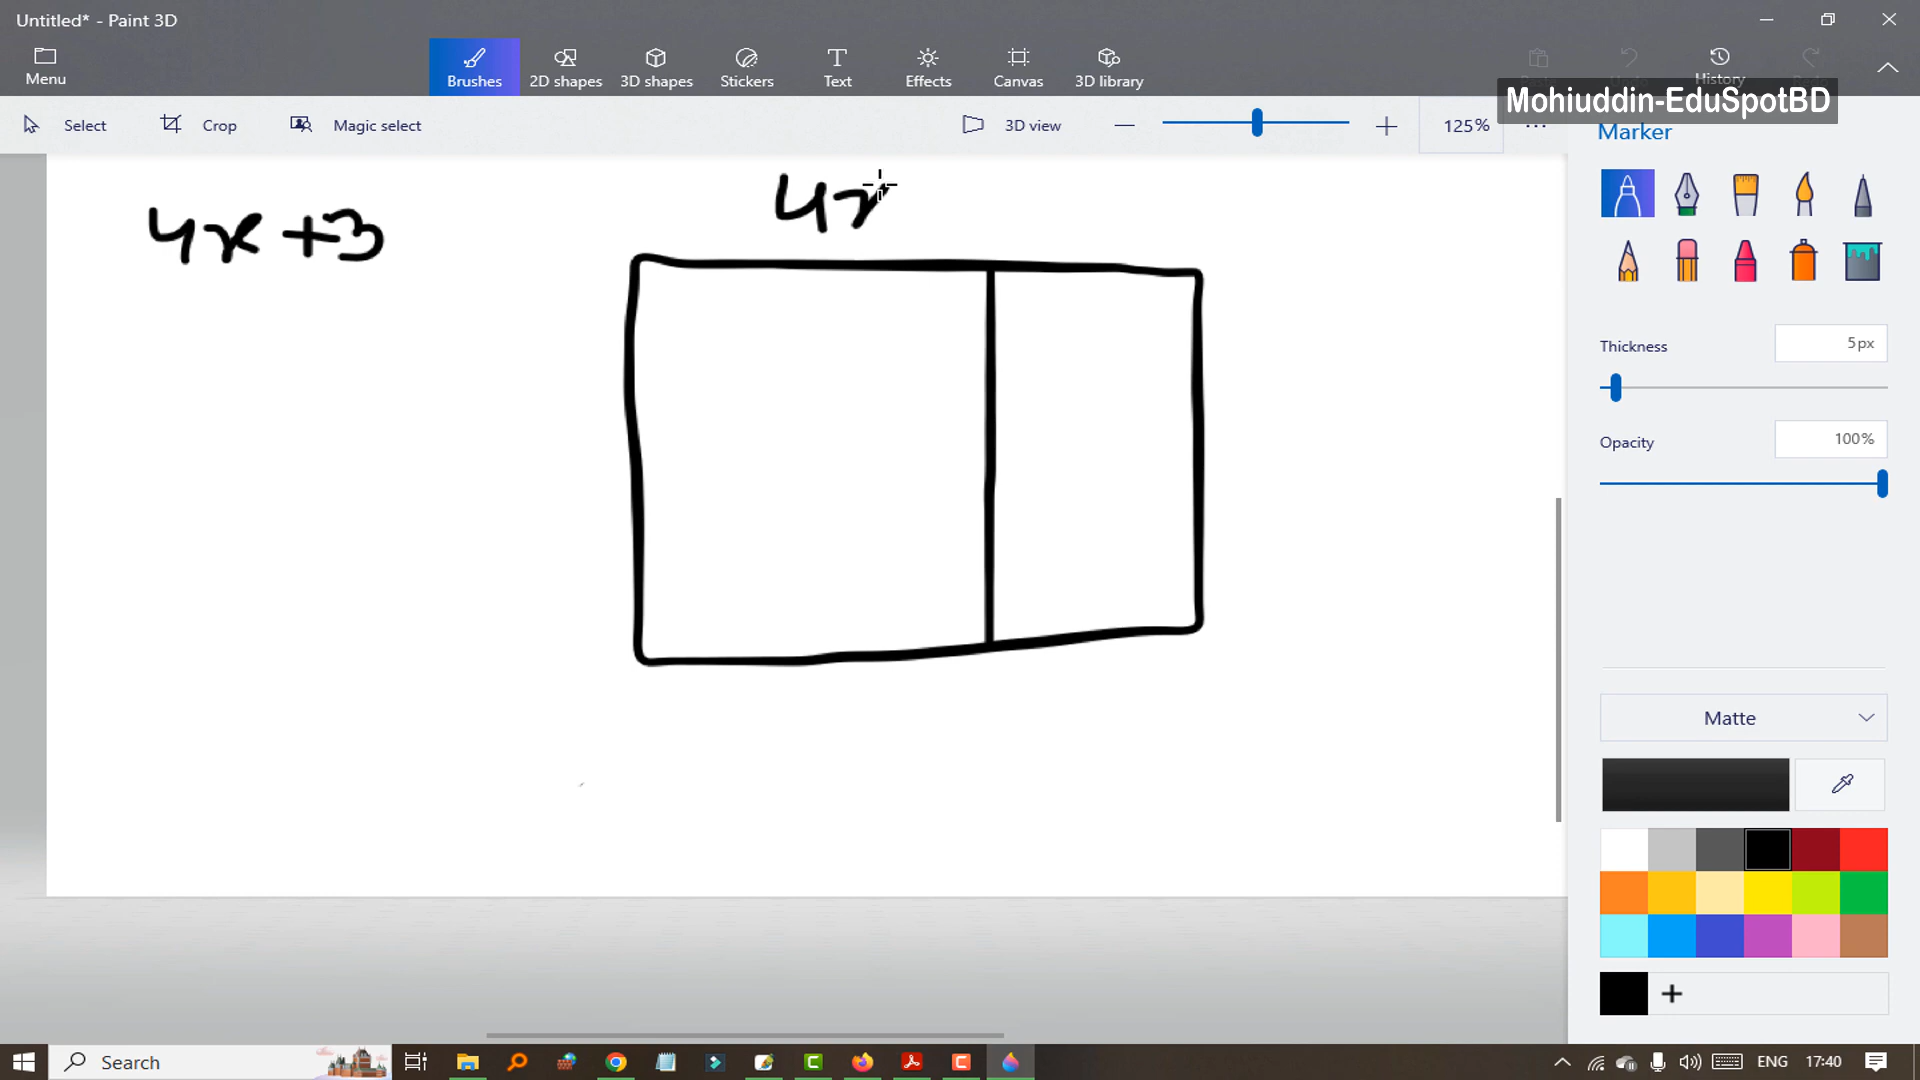 Untitled* - Paint 3D
Menu
Brushes
2D shapes
3D shapes
Stickers
Text
Effects
Canvas
3D library
History
Mohiuddin-EduSpotBD
Select
Crop
Magic select
3D view
125%
Marker
4x +3
4x
Thickness
5px
Opacity
100%
Matte
Search
ENG
17:40